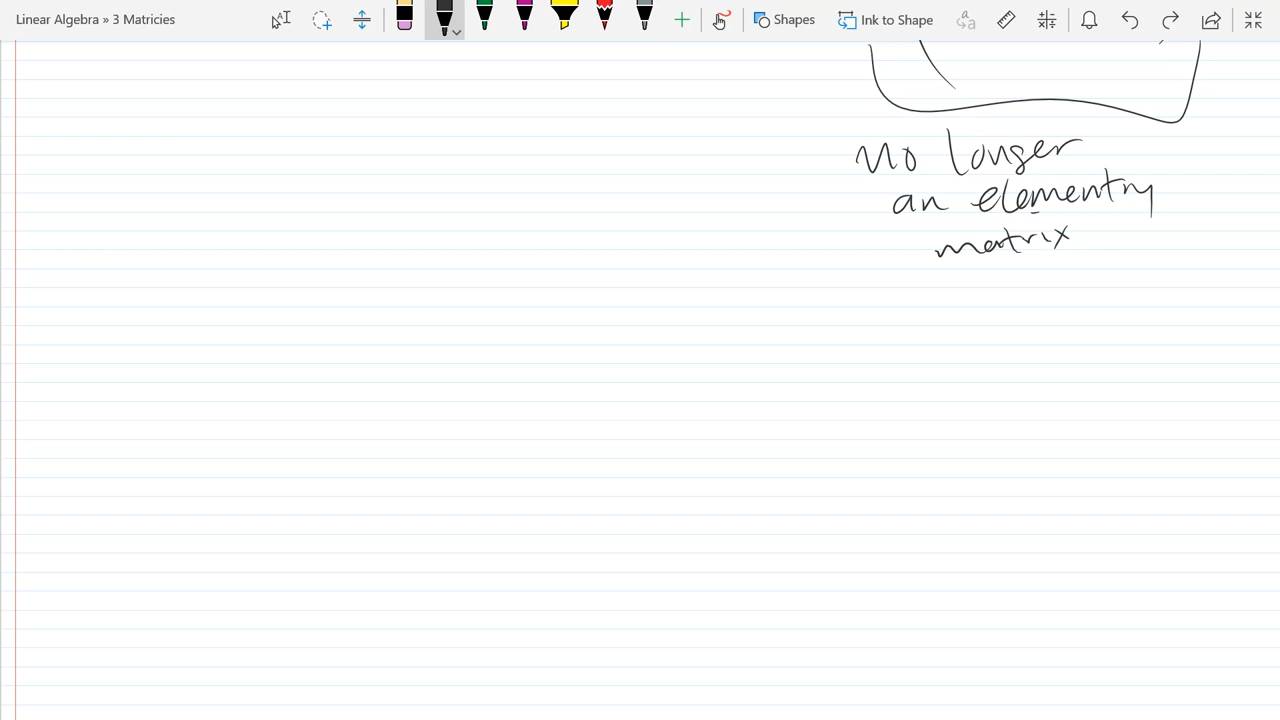 Linear Algebra » 3 Matricies
Shapes
Ink to Shape
No longer
an elementry
matrix